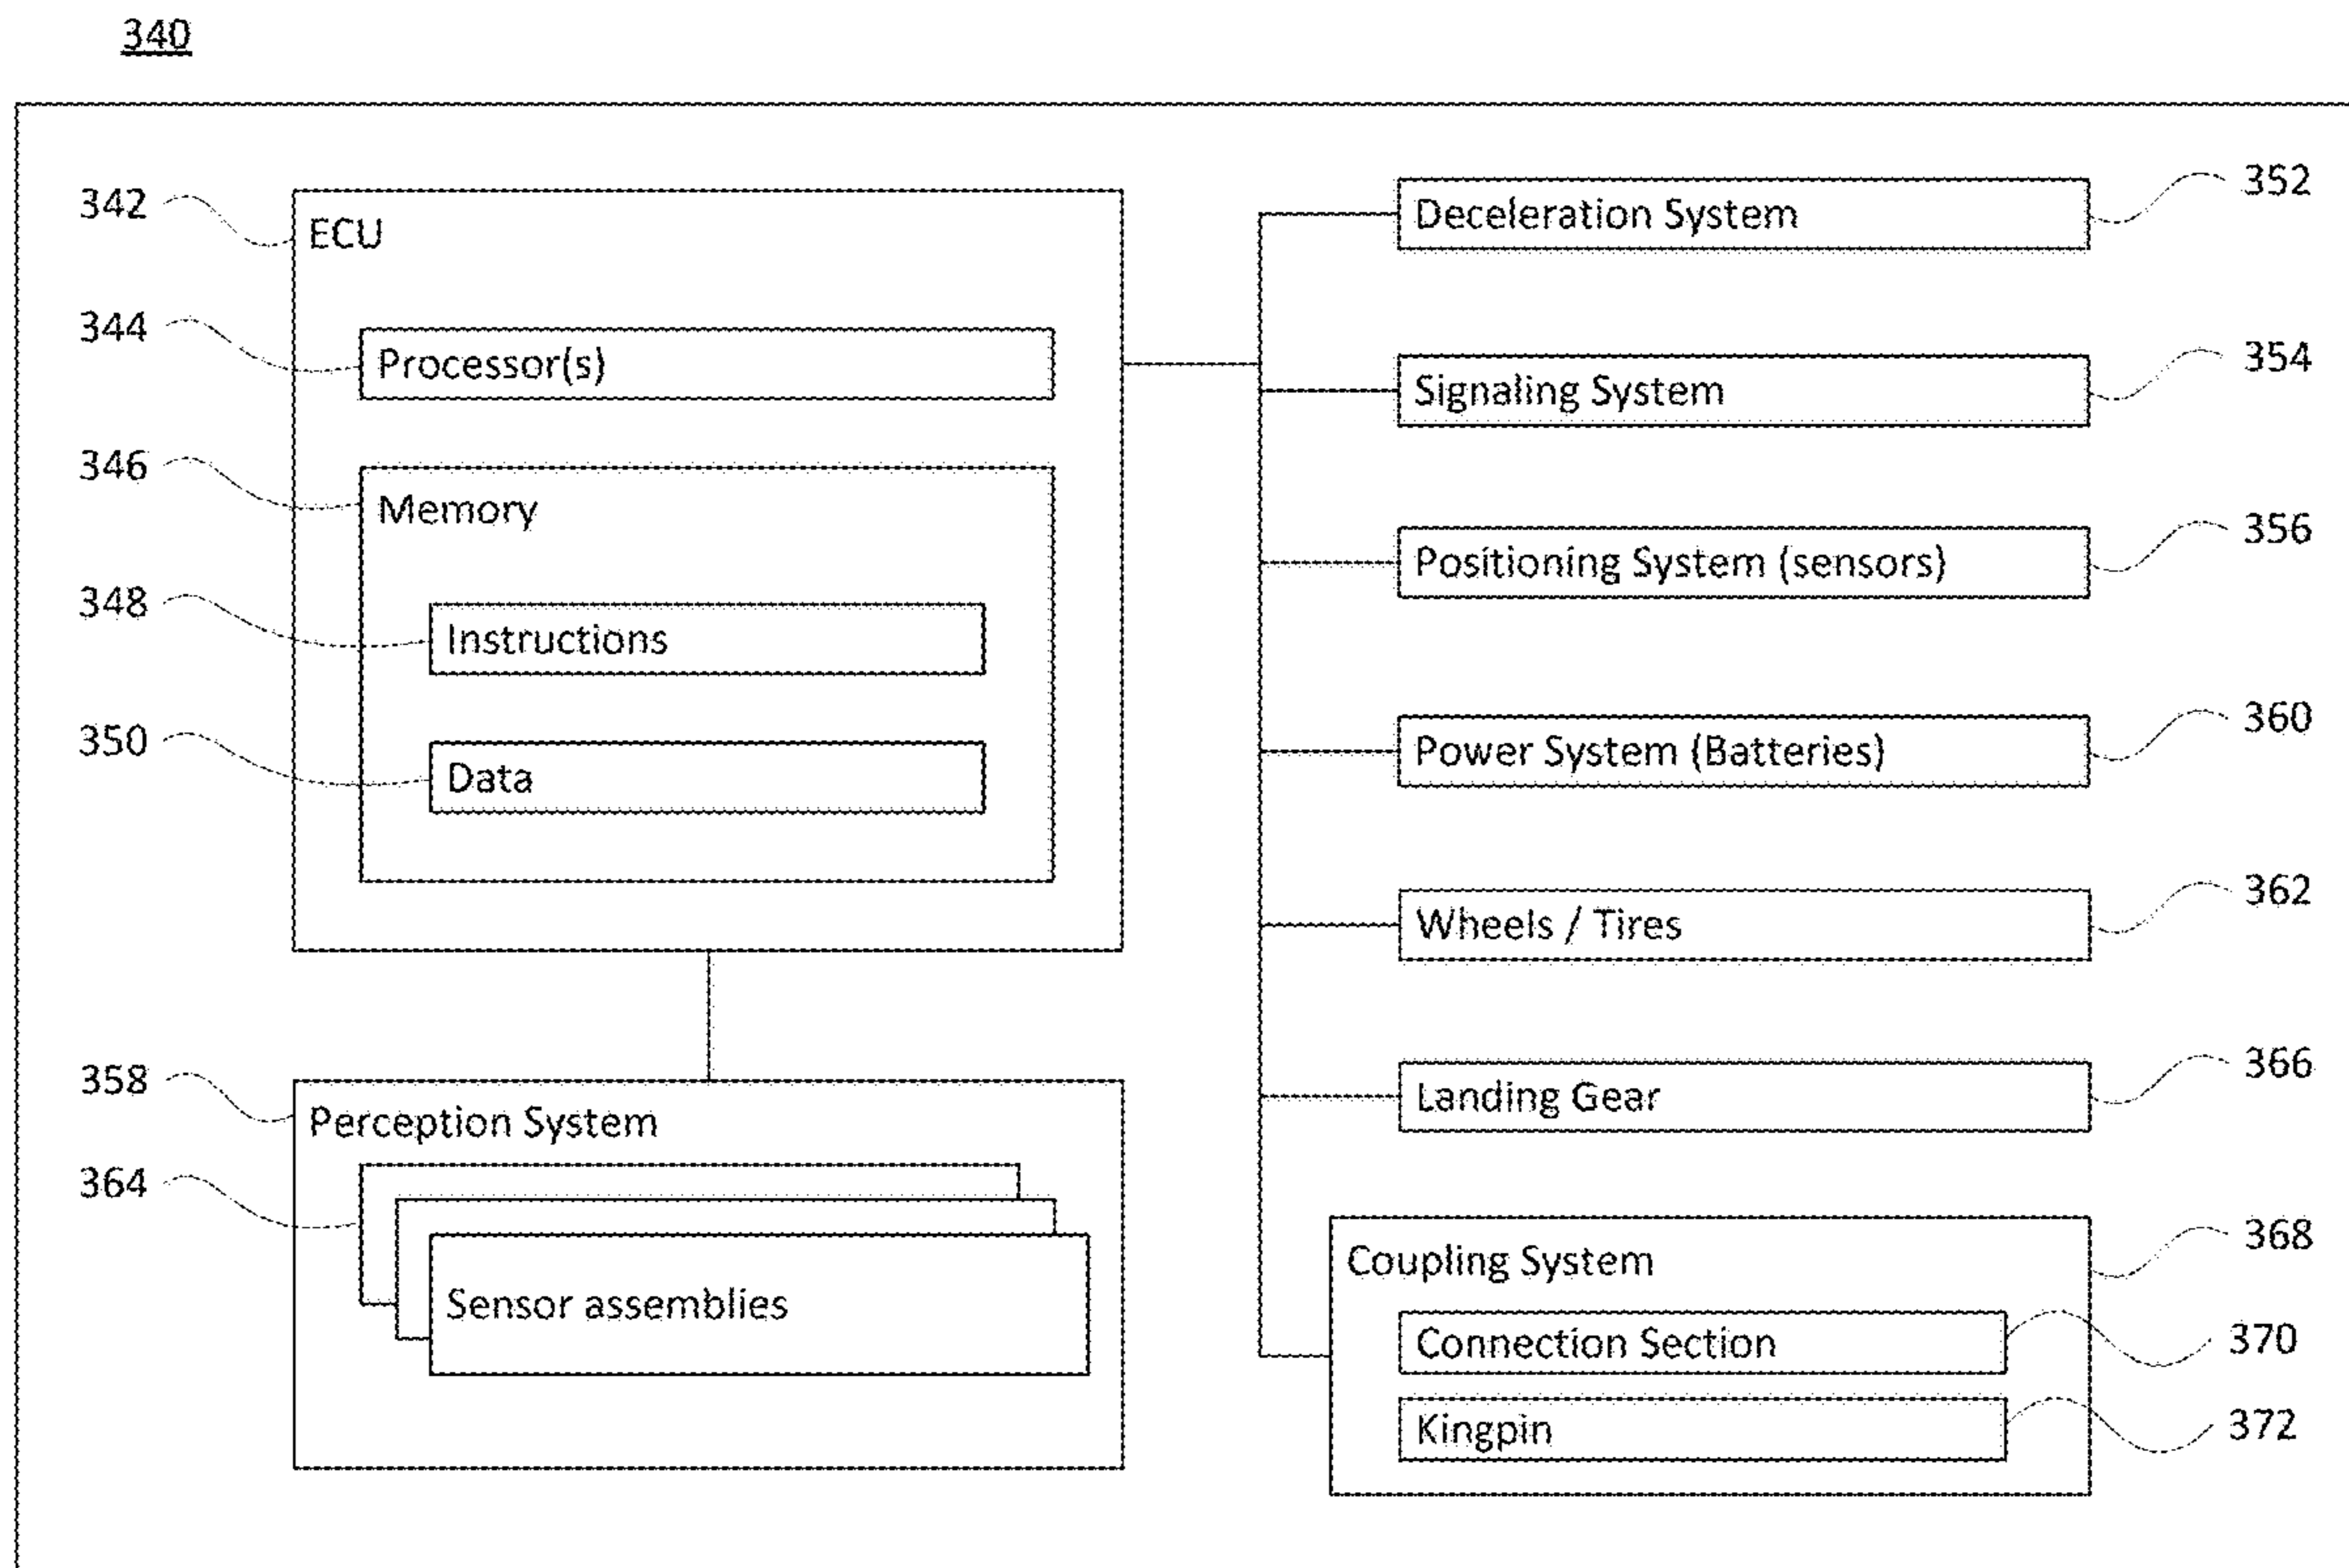 340
342
ECU
344
Processor(s)
346
Memory
348
Instructions
350
Data
358
Perception System
364
Sensor assemblies
Deceleration System
352
Signaling System
354
Positioning System (sensors)
356
Power System (Batteries)
360
Wheels / Tires
362
Landing Gear
366
Coupling System
368
Connection Section
370
Kingpin
372